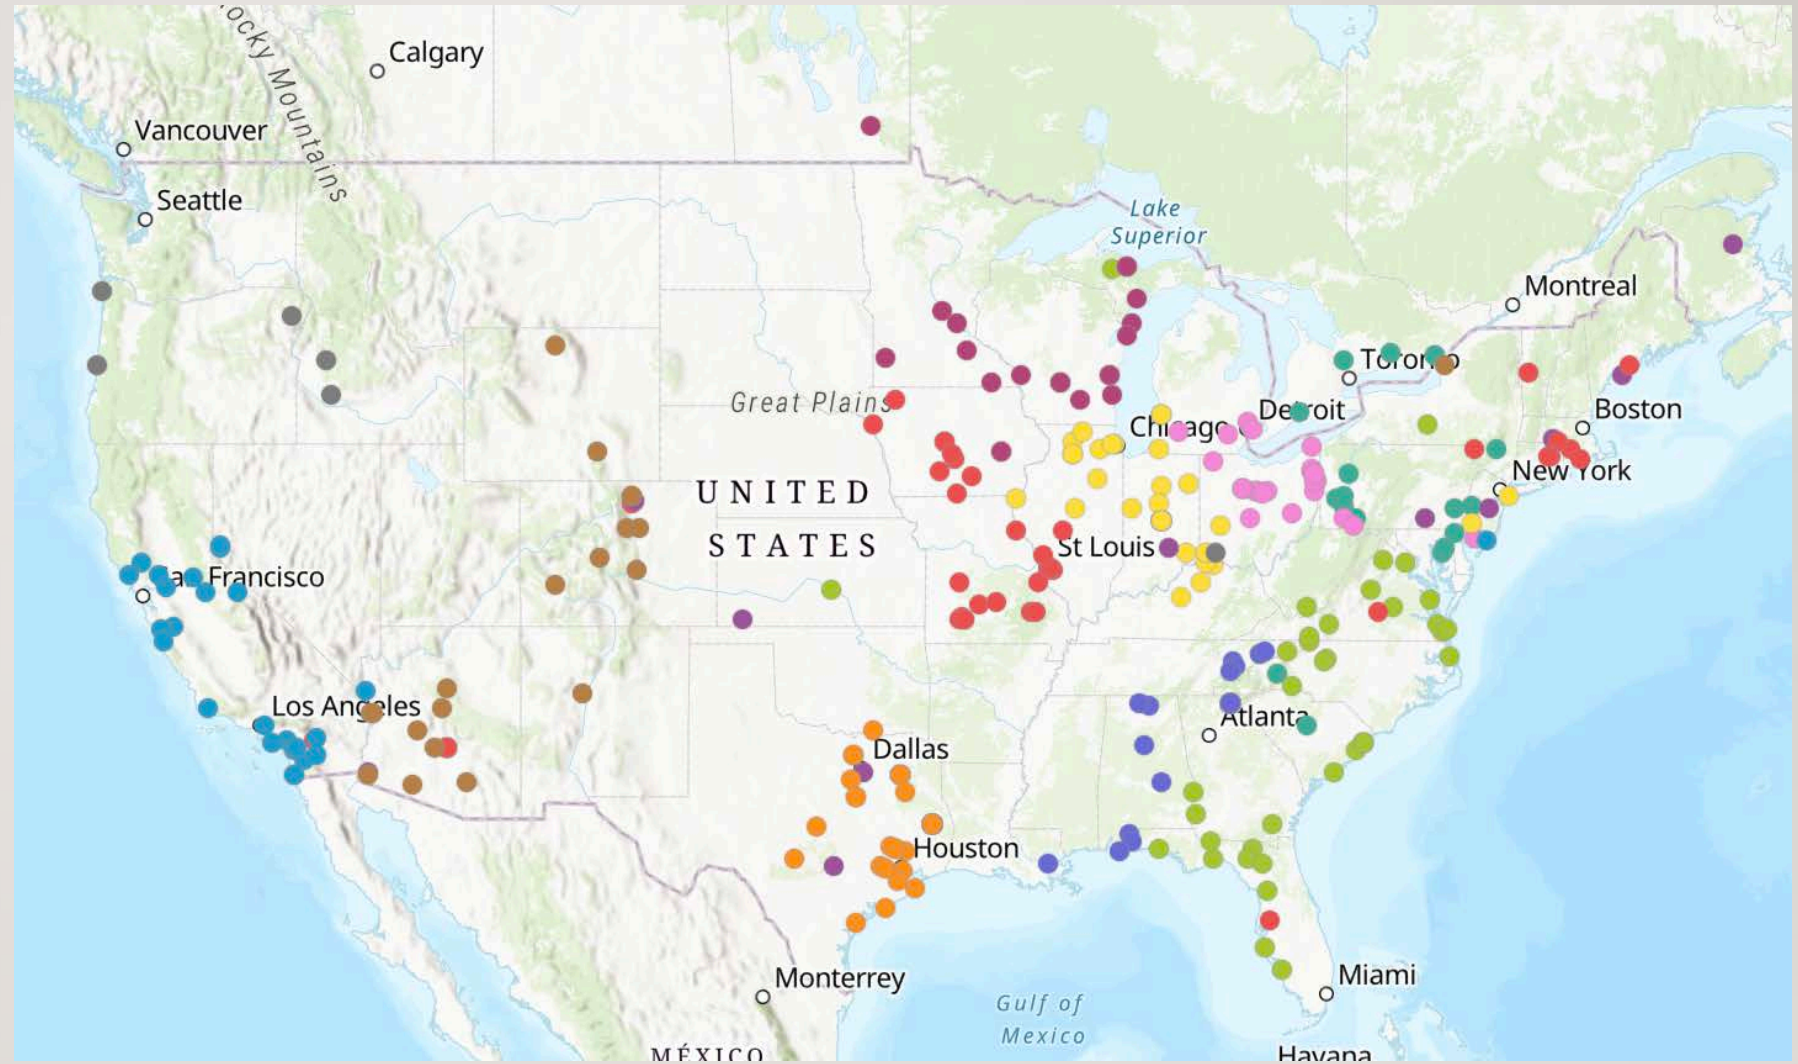 ocky Mountains
Calgary
Vancouver
Seattle
Lake
Superior
Montreal
Toronto
Great Plains
Detroit
Boston
Chicago
New York
UNITED
STATES
St Louis
San Francisco
Los Angeles
Atlanta
Dallas
Houston
Monterrey
Miami
Gulf of
Mexico
MÉXICO
Havana